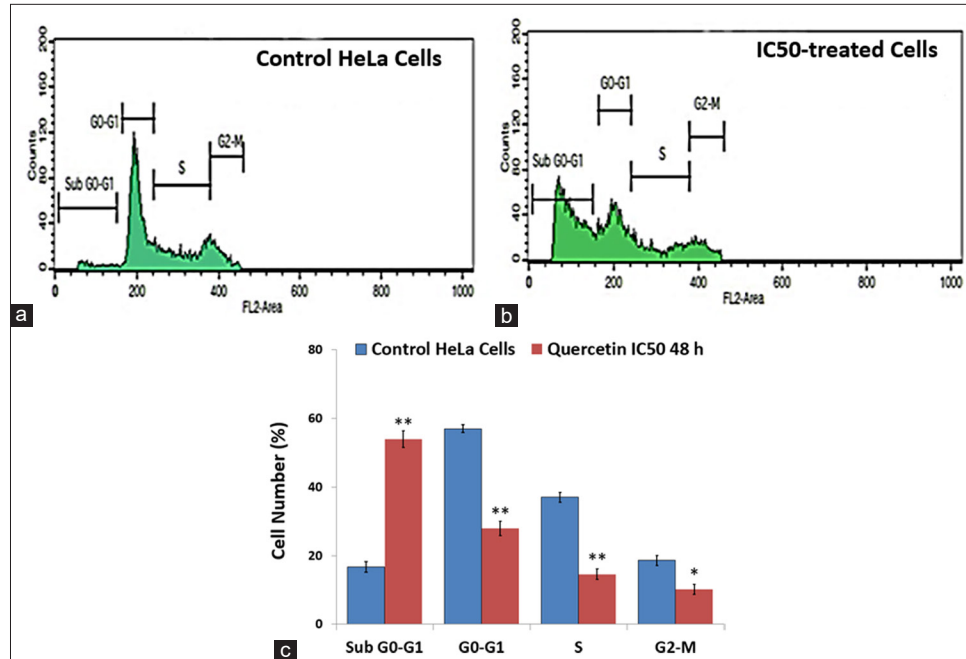 Control HeLa Cells
200
160
120
80
40
0
Counts
Sub G0-G1
G0-G1
S
G2-M
0 200 400 600 800 1000
FL2-Area
a
IC50-treated Cells
200
160
120
80
40
0
Counts
Sub G0-G1
G0-G1
S
G2-M
0 200 400 600 800 1000
FL2-Area
b
Control HeLa Cells Quercetin IC50 48 h
80
60
40
20
0
Cell Number (%)
** ** ** *
Sub G0-G1 G0-G1 S G2-M
c